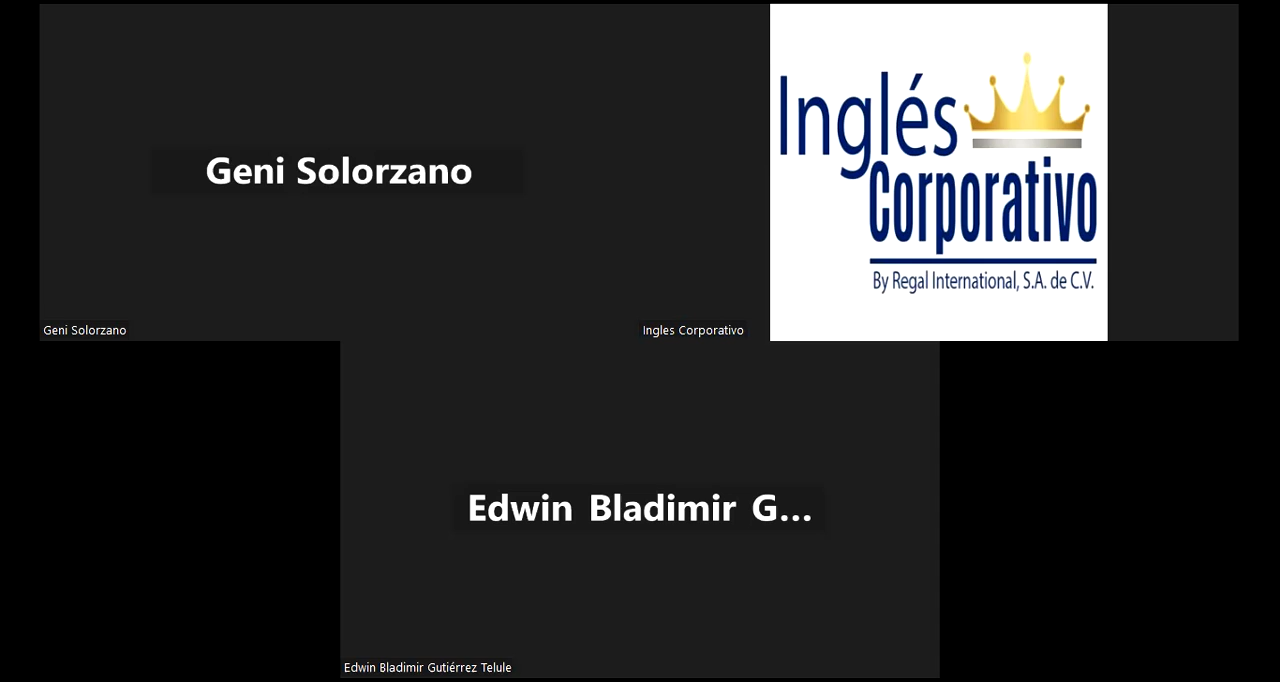 Geni Solorzano
Geni Solorzano
Inglés
Corporativo
By Regal International, S.A. de C.V.
Ingles Corporativo
Edwin Bladimir G...
Edwin Bladimir Gutiérrez Telule